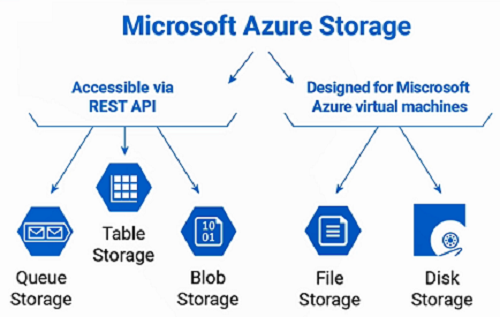 Microsoft Azure Storage
Accessible via
REST API
Designed for Miscrosoft
Azure virtual machines
10
01
Table
Storage
Queue
Storage
Blob
Storage
File
Storage
Disk
Storage